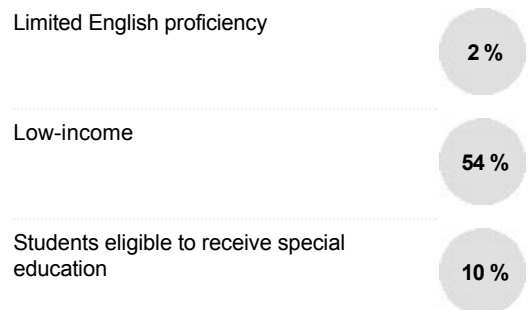 Limited English proficiency
2 %
Low-income
54 %
Students eligible to receive special
education
10 %